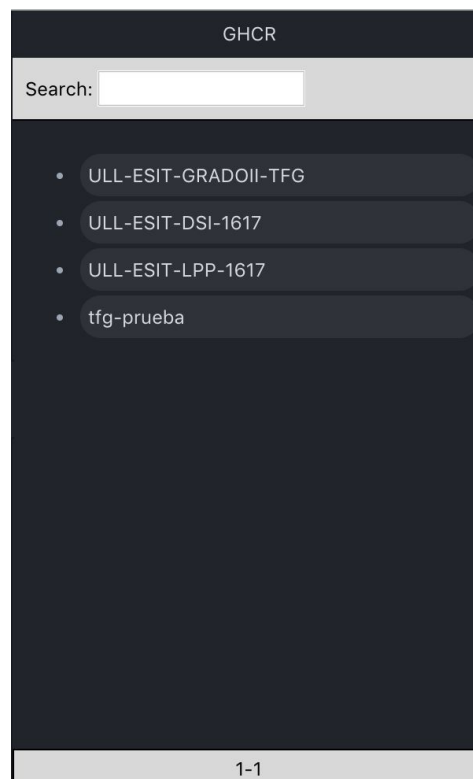 GHCR
Search:
ULL-ESIT-GRADOII-TFG
ULL-ESIT-DSI-1617
ULL-ESIT-LPP-1617
tfg-prueba
1-1